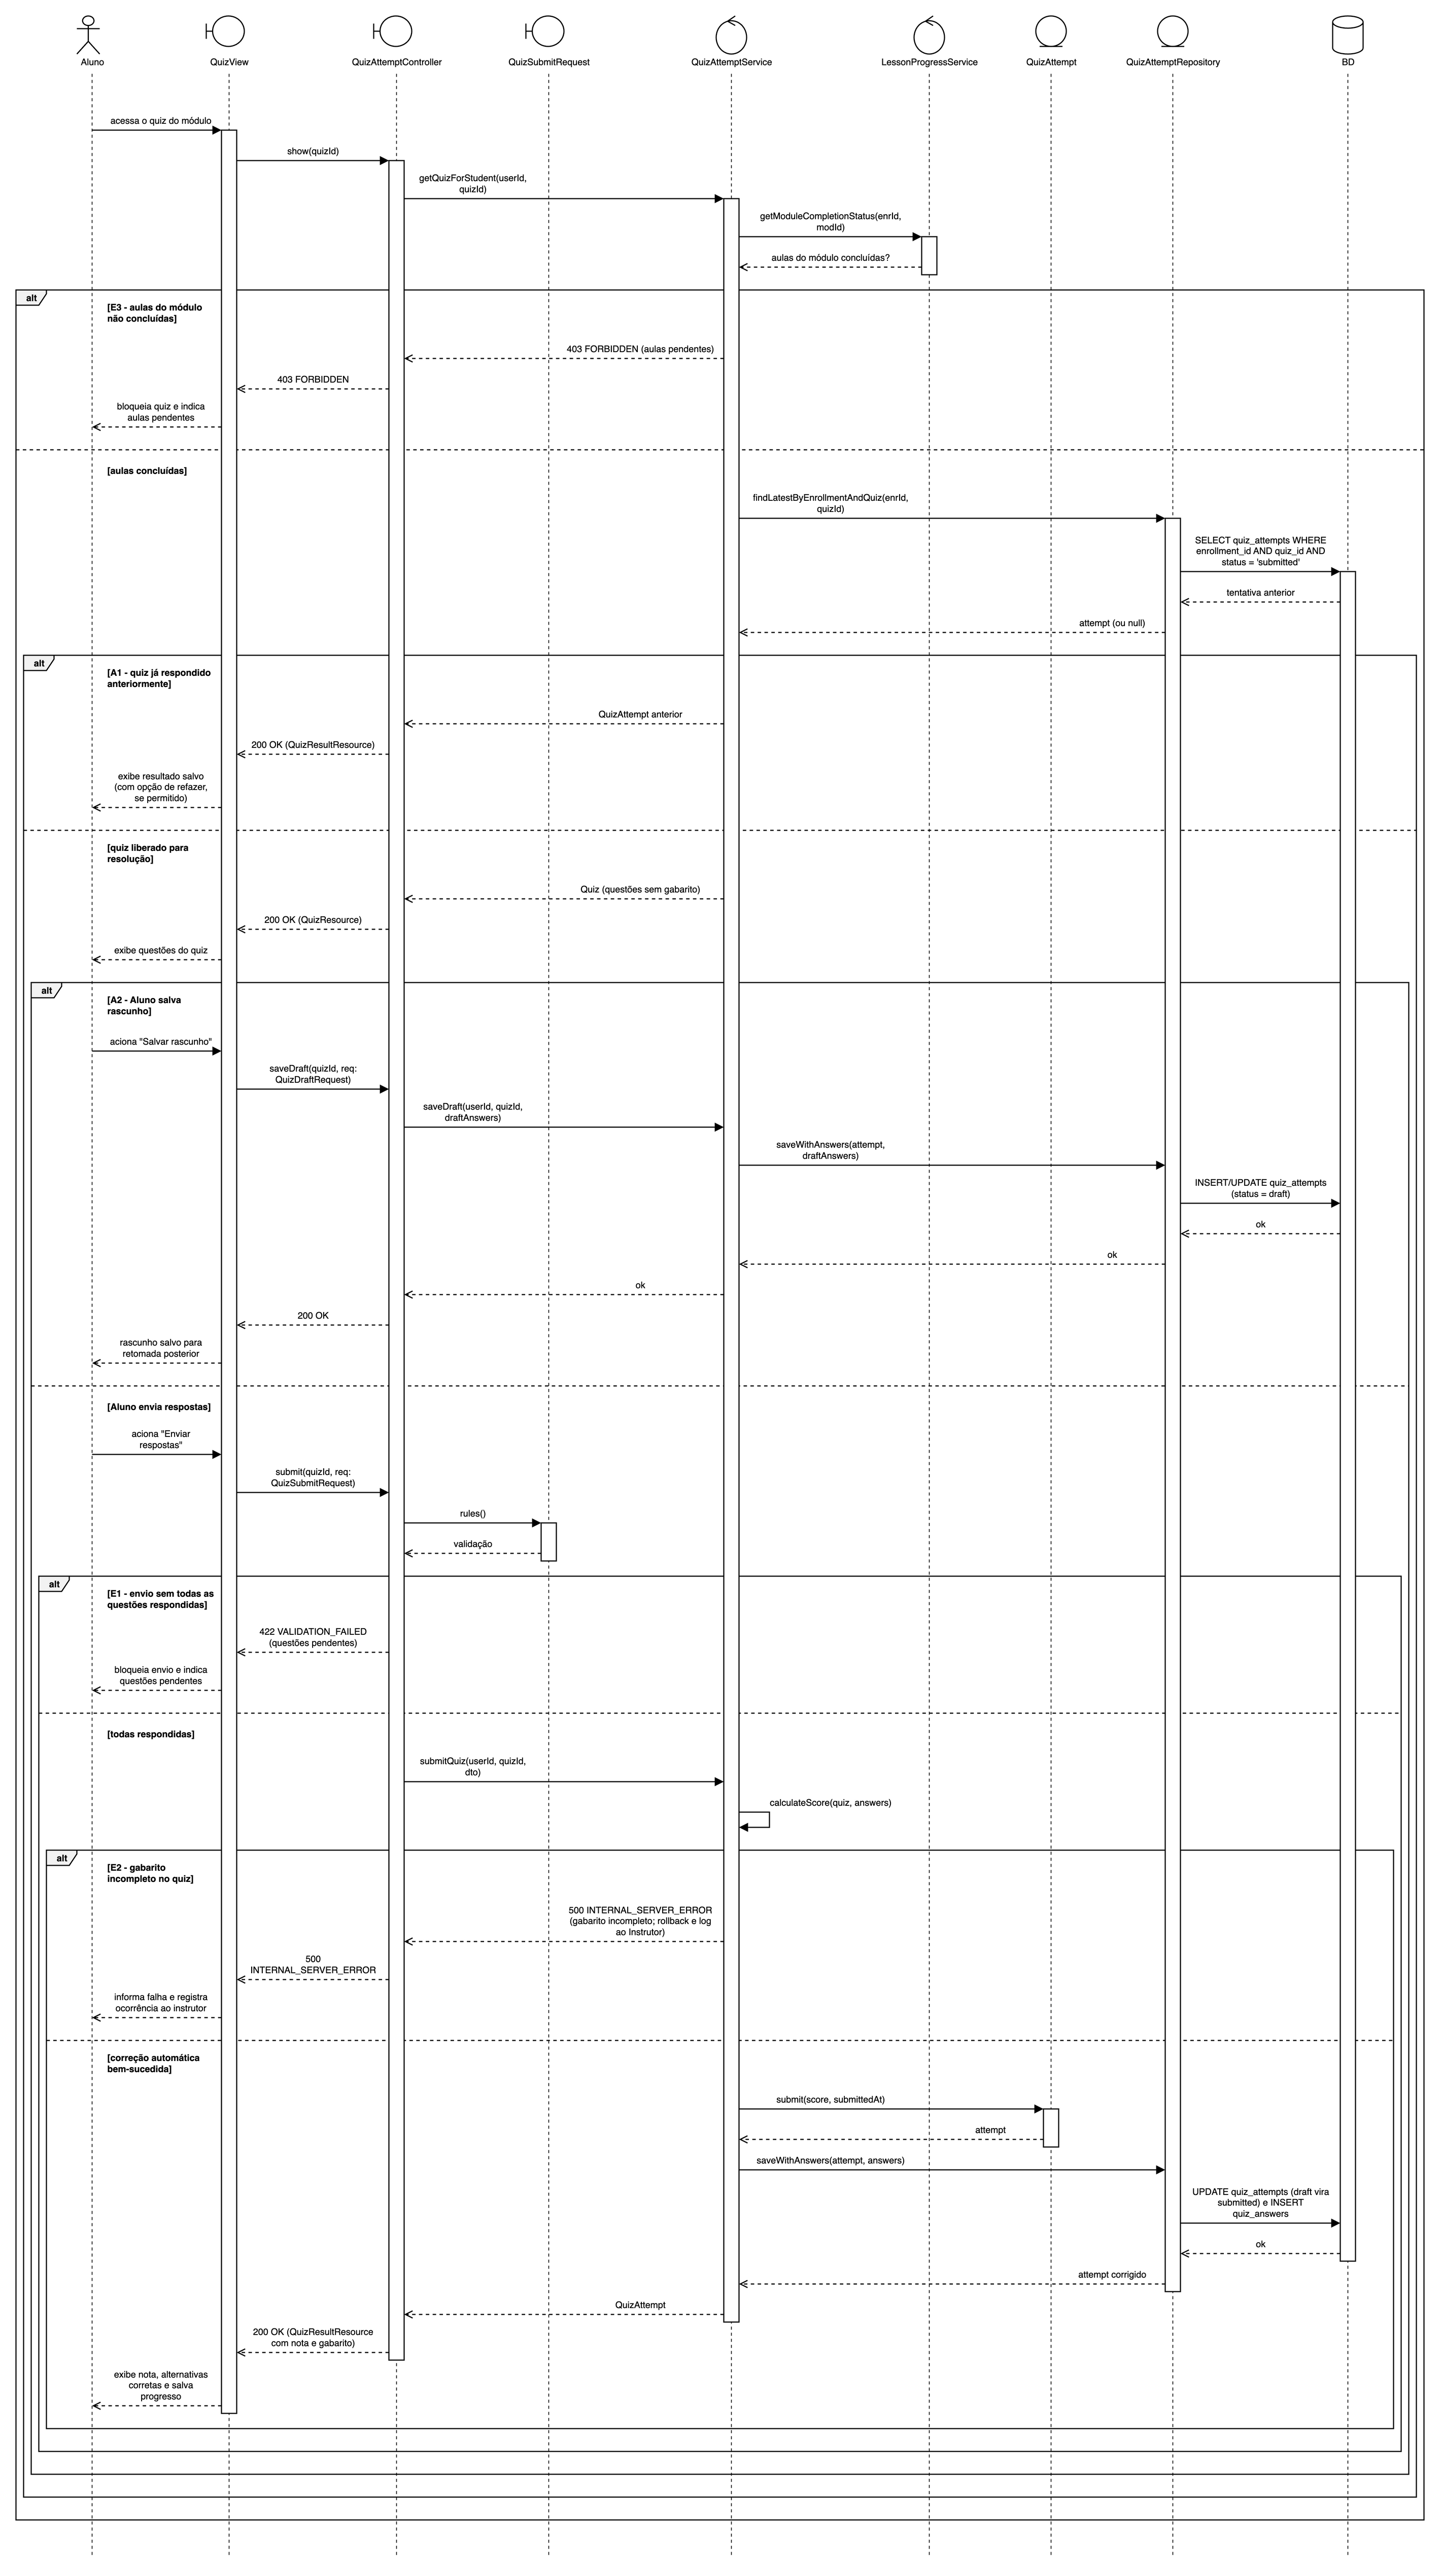 Aluno
QuizView
QuizAttemptController
QuizSubmitRequest
QuizAttemptService
LessonProgressService
QuizAttempt
QuizAttemptRepository
BD
acessa o quiz do módulo
show(quizId)
getQuizForStudent(userId,
quizId)
getModuleCompletionStatus(enrId,
modId)
aulas do módulo concluídas?
alt
[E3 - aulas do módulo
não concluídas]
403 FORBIDDEN (aulas pendentes)
403 FORBIDDEN
bloqueia quiz e indica
aulas pendentes
[aulas concluídas]
findLatestByEnrollmentAndQuiz(enrId,
quizId)
SELECT quiz_attempts WHERE
enrollment_id AND quiz_id AND
status = 'submitted'
tentativa anterior
attempt (ou null)
alt
[A1 - quiz já respondido
anteriormente]
QuizAttempt anterior
200 OK (QuizResultResource)
exibe resultado salvo
(com opção de refazer,
se permitido)
[quiz liberado para
resolução]
Quiz (questões sem gabarito)
200 OK (QuizResource)
exibe questões do quiz
alt
[A2 - Aluno salva
rascunho]
aciona "Salvar rascunho"
saveDraft(quizId, req:
QuizDraftRequest)
saveDraft(userId, quizId,
draftAnswers)
saveWithAnswers(attempt,
draftAnswers)
INSERT/UPDATE quiz_attempts
(status = draft)
ok
ok
ok
200 OK
rascunho salvo para
retomada posterior
[Aluno envia respostas]
aciona "Enviar
respostas"
submit(quizId, req:
QuizSubmitRequest)
rules()
validação
alt
[E1 - envio sem todas as
questões respondidas]
422 VALIDATION_FAILED
(questões pendentes)
bloqueia envio e indica
questões pendentes
[todas respondidas]
submitQuiz(userId, quizId,
dto)
calculateScore(quiz, answers)
alt
[E2 - gabarito
incompleto no quiz]
500 INTERNAL_SERVER_ERROR
(gabarito incompleto; rollback e log
ao Instrutor)
500
INTERNAL_SERVER_ERROR
informa falha e registra
ocorrência ao instrutor
[correção automática
bem-sucedida]
submit(score, submittedAt)
attempt
saveWithAnswers(attempt, answers)
UPDATE quiz_attempts (draft vira
submitted) e INSERT
quiz_answers
ok
attempt corrigido
QuizAttempt
200 OK (QuizResultResource
com nota e gabarito)
exibe nota, alternativas
corretas e salva
progresso